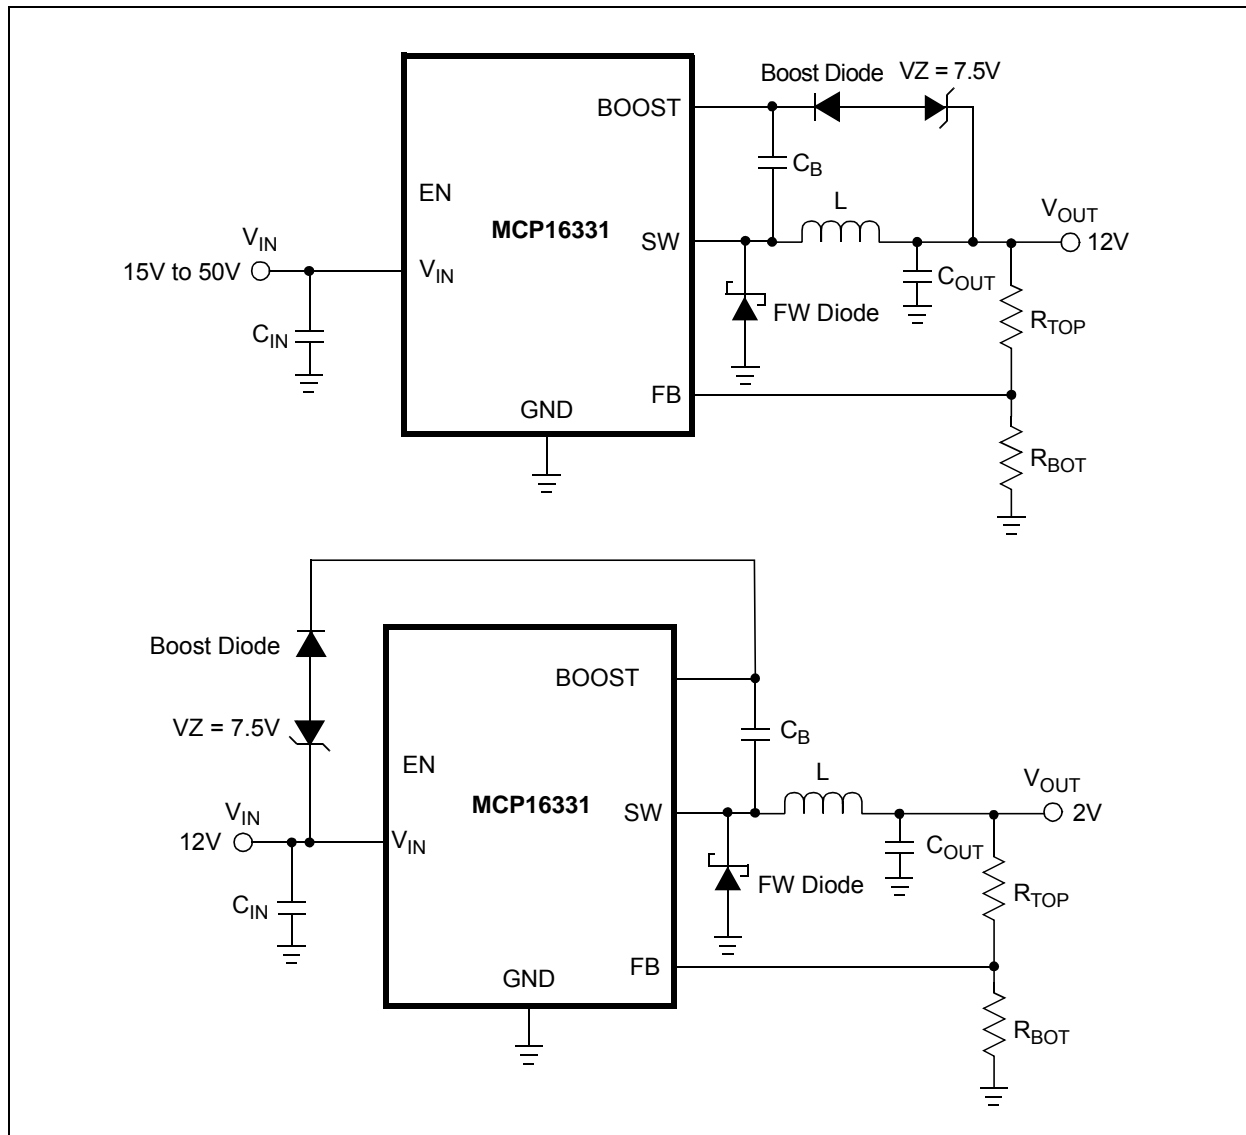 Boost Diode VZ = 7.5V
BOOST
C_B
EN
L
V_OUT
MCP16331
SW
12V
V_IN
15V to 50V
V_IN
C_OUT
FW Diode
R_TOP
C_IN
FB
GND
R_BOT
Boost Diode
BOOST
VZ = 7.5V
C_B
EN
L
V_OUT
MCP16331
SW
2V
V_IN
12V
V_IN
C_OUT
FW Diode
R_TOP
C_IN
FB
GND
R_BOT